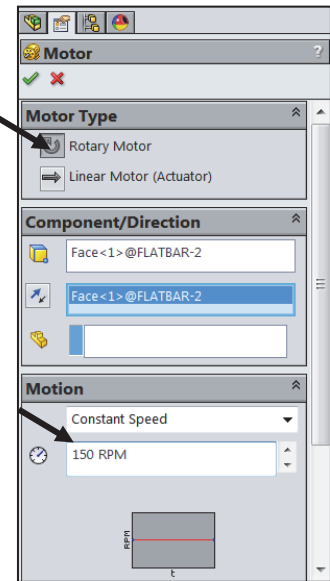 Motor
?
Motor Type
Rotary Motor
Linear Motor (Actuator)
Component/Direction
Face<1>@FLATBAR-2
Face<1>@FLATBAR-2
Motion
Constant Speed
150 RPM
RPM
t